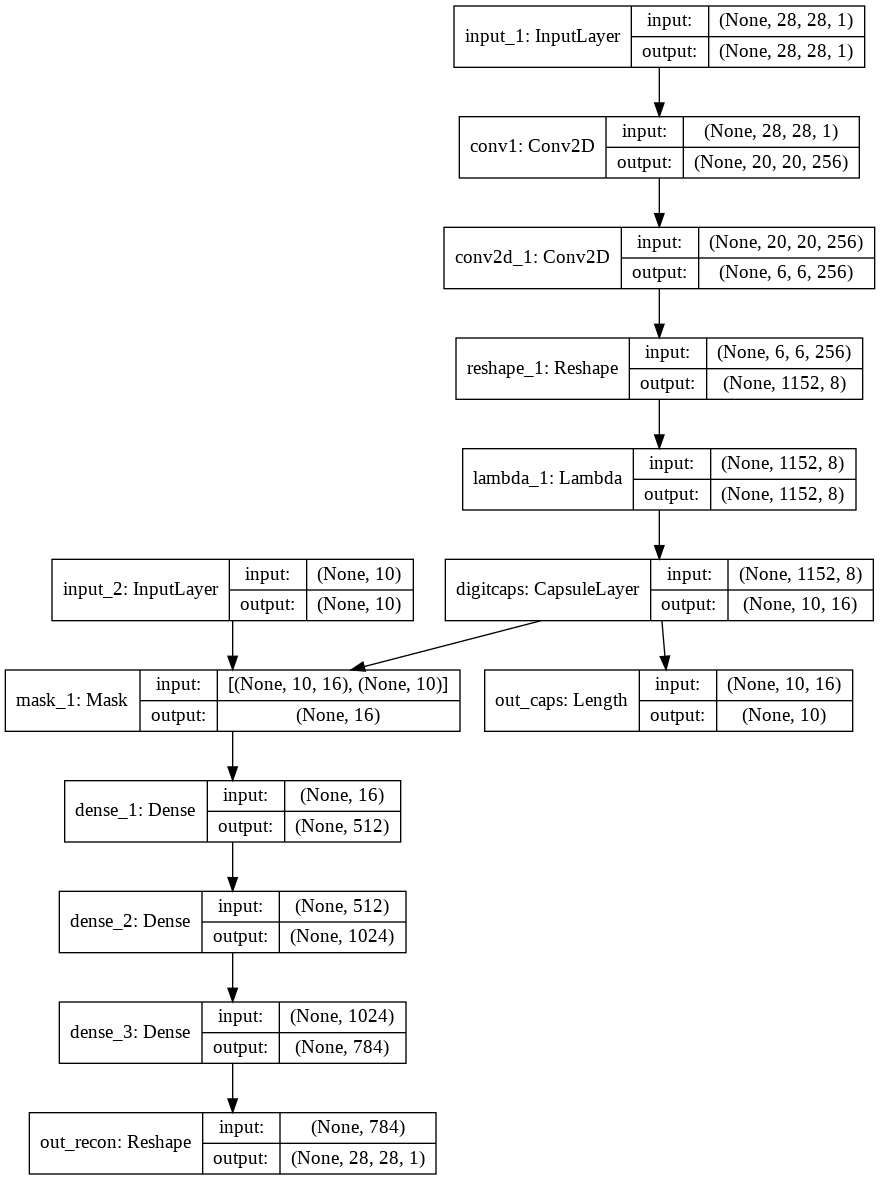 input_1: InputLayer
input: (None, 28, 28, 1)
output: (None, 28, 28, 1)
conv1: Conv2D
input: (None, 28, 28, 1)
output: (None, 20, 20, 256)
conv2d_1: Conv2D
input: (None, 20, 20, 256)
output: (None, 6, 6, 256)
reshape_1: Reshape
input: (None, 6, 6, 256)
output: (None, 1152, 8)
lambda_1: Lambda
input: (None, 1152, 8)
output: (None, 1152, 8)
input_2: InputLayer
input: (None, 10)
output: (None, 10)
digitcaps: CapsuleLayer
input: (None, 1152, 8)
output: (None, 10, 16)
mask_1: Mask
input: [(None, 10, 16), (None, 10)]
output: (None, 16)
out_caps: Length
input: (None, 10, 16)
output: (None, 10)
dense_1: Dense
input: (None, 16)
output: (None, 512)
dense_2: Dense
input: (None, 512)
output: (None, 1024)
dense_3: Dense
input: (None, 1024)
output: (None, 784)
out_recon: Reshape
input: (None, 784)
output: (None, 28, 28, 1)